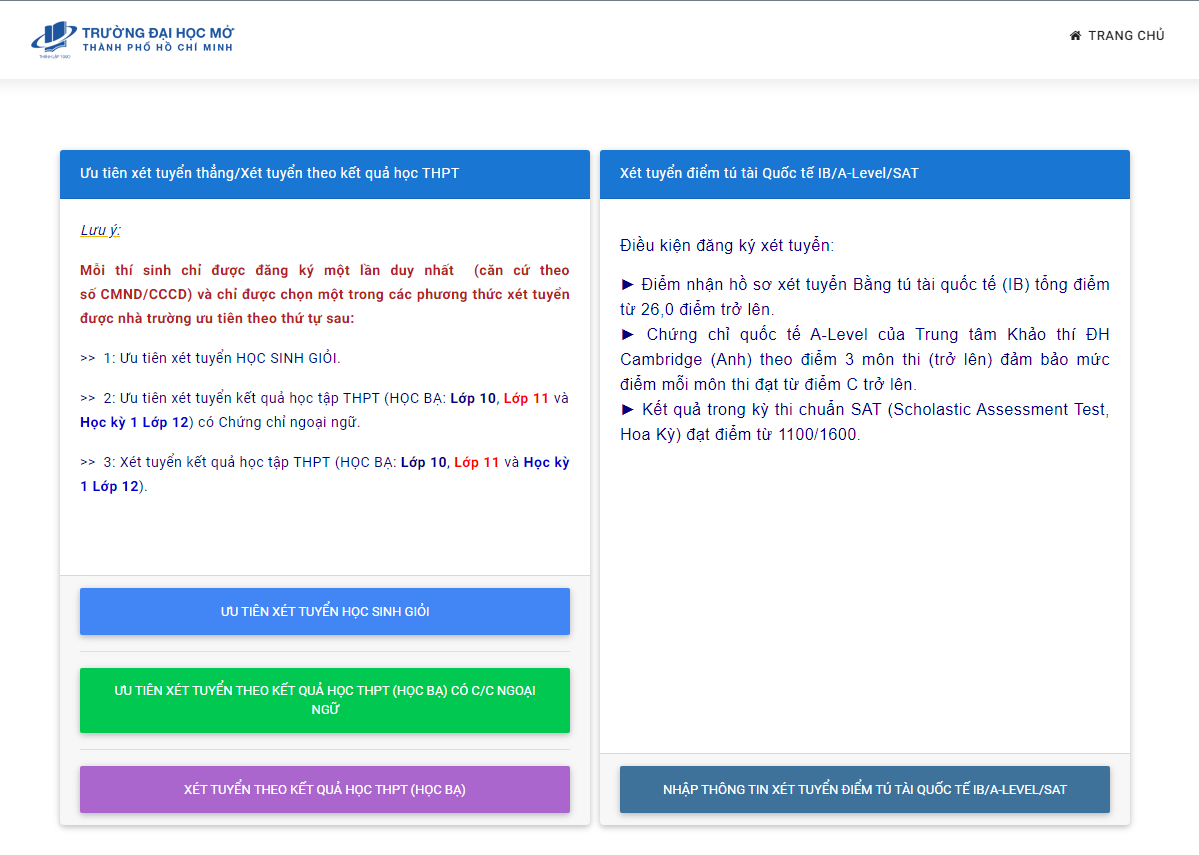 TRƯỜNG ĐẠI HỌC MỞ
THÀNH PHỐ HỒ CHÍ MINH
THÀNH LẬP 1990
TRANG CHỦ
Ưu tiên xét tuyển thẳng/Xét tuyển theo kết quả học THPT
Lưu ý:
Mỗi thí sinh chỉ được đăng ký một lần duy nhất (căn cứ theo
số CMND/CCCD) và chỉ được chọn một trong các phương thức xét tuyển
được nhà trường ưu tiên theo thứ tự sau:
>> 1: Ưu tiên xét tuyển HỌC SINH GIỎI.
>> 2: Ưu tiên xét tuyển kết quả học tập THPT (HỌC BẠ: Lớp 10, Lớp 11 và
Học kỳ 1 Lớp 12) có Chứng chỉ ngoại ngữ.
>> 3: Xét tuyển kết quả học tập THPT (HỌC BẠ: Lớp 10, Lớp 11 và Học kỳ
1 Lớp 12).
ƯU TIÊN XÉT TUYỂN HỌC SINH GIỎI
ƯU TIÊN XÉT TUYỂN THEO KẾT QUẢ HỌC THPT (HỌC BẠ) CÓ C/C NGOẠI
NGỮ
XÉT TUYỂN THEO KẾT QUẢ HỌC THPT (HỌC BẠ)
Xét tuyển điểm tú tài Quốc tế IB/A-Level/SAT
Điều kiện đăng ký xét tuyển:
► Điểm nhận hồ sơ xét tuyển Bằng tú tài quốc tế (IB) tổng điểm
từ 26,0 điểm trở lên.
► Chứng chỉ quốc tế A-Level của Trung tâm Khảo thí ĐH
Cambridge (Anh) theo điểm 3 môn thi (trở lên) đảm bảo mức
điểm mỗi môn thi đạt từ điểm C trở lên.
► Kết quả trong kỳ thi chuẩn SAT (Scholastic Assessment Test,
Hoa Kỳ) đạt điểm từ 1100/1600.
NHẬP THÔNG TIN XÉT TUYỂN ĐIỂM TÚ TÀI QUỐC TẾ IB/A-LEVEL/SAT